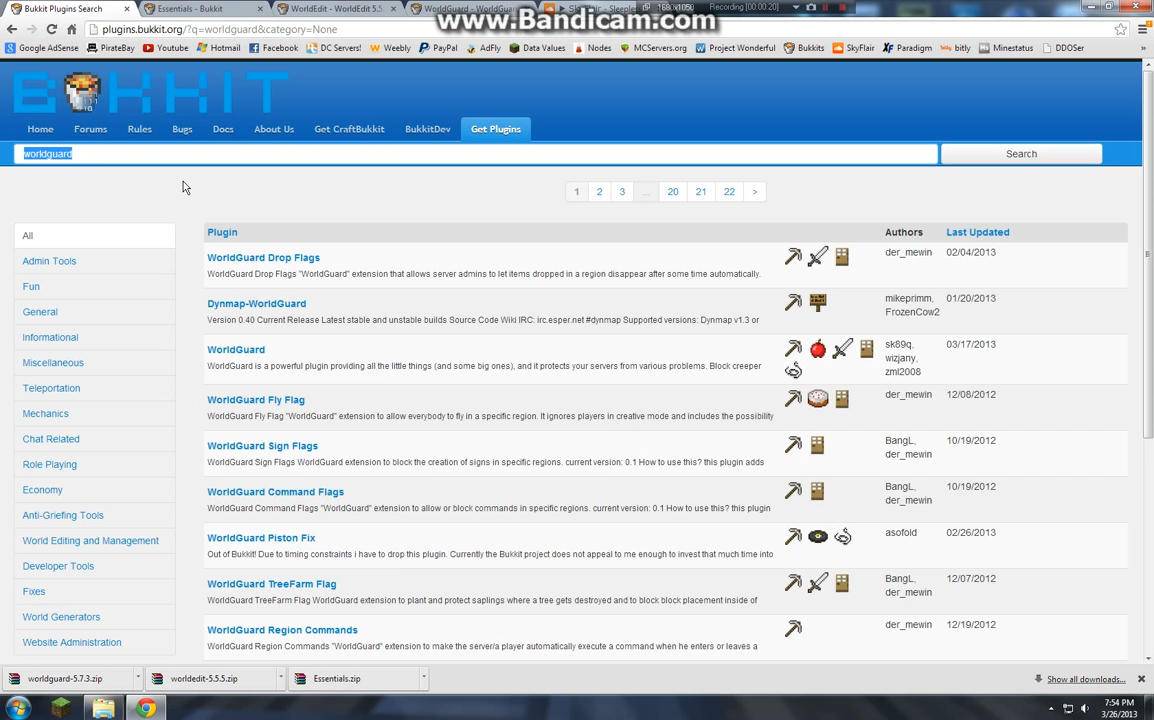 Bukkit Plugins Search
Essentials - Bukkit
WorldEdit - WorldEdit 5.5
WorldGuard - WorldGuard
www.Bandicam.com
1680x1050
Recording [00:00:20]
plugins.bukkit.org/?q=worldguard&category=None
Google AdSense
PirateBay
Youtube
Hotmail
Facebook
DC Servers!
Weebly
PayPal
AdFly
Data Values
Nodes
MCServers.org
Project Wonderful
Bukkits
SkyFlair
Paradigm
bitly
Minestatus
DDOSer
BUKKIT
Home
Forums
Rules
Bugs
Docs
About Us
Get CraftBukkit
BukkitDev
Get Plugins
worldguard
Search
1 2 3 ... 20 21 22 >
All
Admin Tools
Fun
General
Informational
Miscellaneous
Teleportation
Mechanics
Chat Related
Role Playing
Economy
Anti-Griefing Tools
World Editing and Management
Developer Tools
Fixes
World Generators
Website Administration
Plugin
Authors
Last Updated
WorldGuard Drop Flags
WorldGuard Drop Flags "WorldGuard" extension that allows server admins to let items dropped in a region disappear after some time automatically.
der_mewin
02/04/2013
Dynmap-WorldGuard
Version 0.40 Current Release Latest stable and unstable builds Source Code Wiki IRC: irc.esper.net #dynmap Supported versions: Dynmap v1.3 or
mikeprimm,
FrozenCow2
01/20/2013
WorldGuard
WorldGuard is a powerful plugin providing all the little things (and some big ones), and it protects your servers from various problems. Block creeper
sk89q,
wizjany,
zml2008
03/17/2013
WorldGuard Fly Flag
WorldGuard Fly Flag "WorldGuard" extension to allow everybody to fly in a specific region. It ignores players in creative mode and includes the possibility
der_mewin
12/08/2012
WorldGuard Sign Flags
WorldGuard Sign Flags WorldGuard extension to block the creation of signs in specific regions. current version: 0.1 How to use this? this plugin adds
BangL,
der_mewin
10/19/2012
WorldGuard Command Flags
WorldGuard Command Flags "WorldGuard" extension to allow or block commands in specific regions. current version: 0.1 How to use this? this plugin
BangL,
der_mewin
10/19/2012
WorldGuard Piston Fix
Out of Bukkit! Due to timing constraints i have to drop this plugin. Currently the Bukkit project does not appeal to me enough to invest that much time into
asofold
02/26/2013
WorldGuard TreeFarm Flag
WorldGuard TreeFarm Flag WorldGuard extension to plant and protect saplings where a tree gets destroyed and to block block placement inside of
BangL,
der_mewin
12/07/2012
WorldGuard Region Commands
WorldGuard Region Commands "WorldGuard" extension to make the server/a player automatically execute a command when he enters or leaves a
der_mewin
12/19/2012
worldguard-5.7.3.zip
worldedit-5.5.5.zip
Essentials.zip
Show all downloads...
7:54 PM
3/26/2013